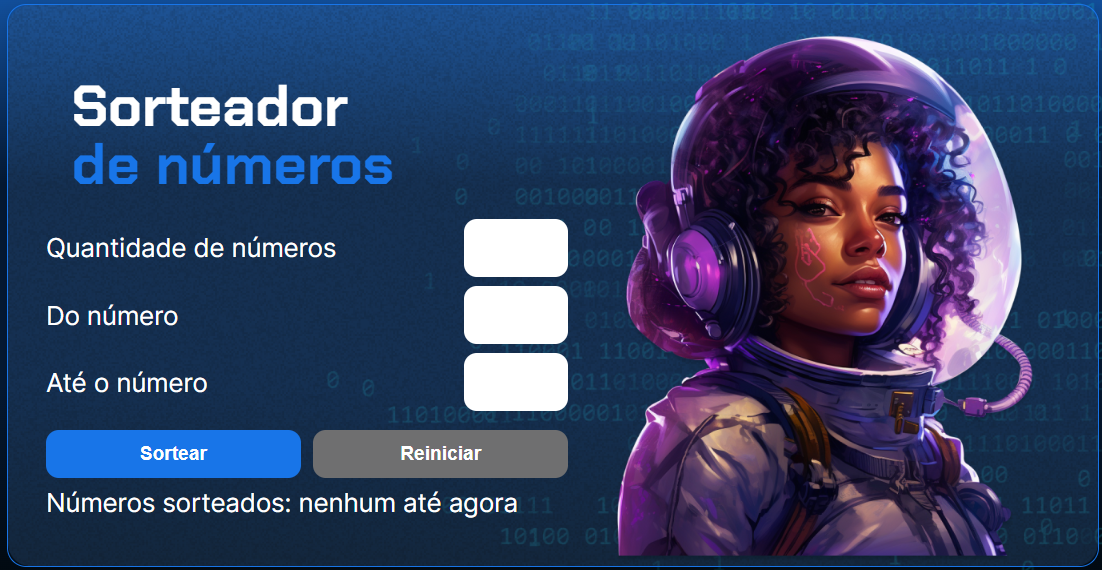 Sorteador
de números
Quantidade de números
Do número
Até o número
Sortear Reiniciar
Números sorteados: nenhum até agora